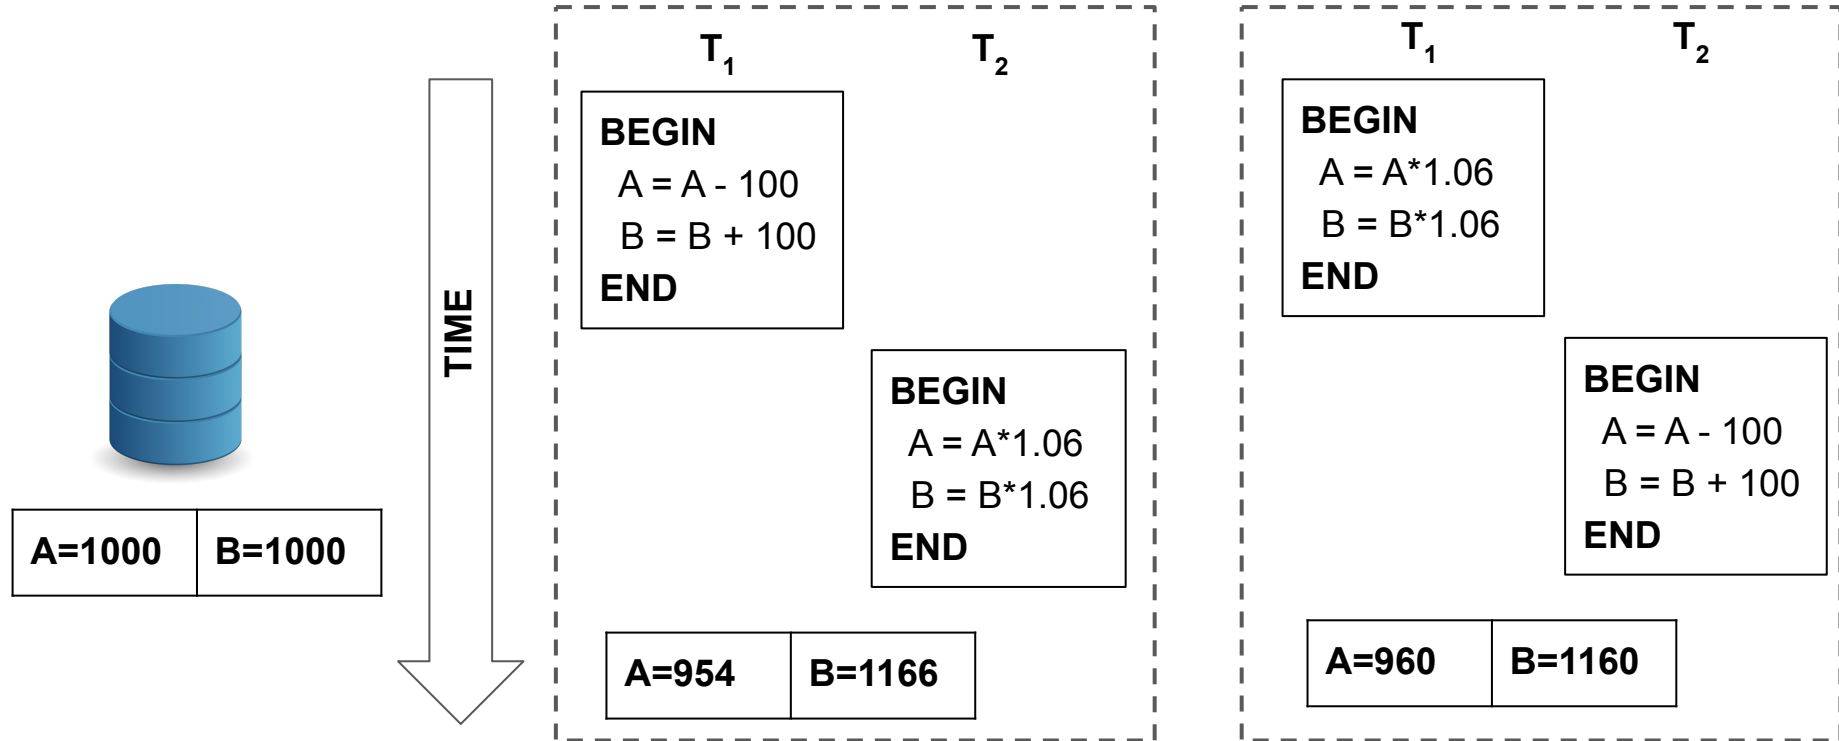 A=1000 B=1000
TIME
T1 T2
BEGIN
A = A - 100
B = B + 100
END
BEGIN
A = A*1.06
B = B*1.06
END
A=954 B=1166
T1 T2
BEGIN
A = A*1.06
B = B*1.06
END
BEGIN
A = A - 100
B = B + 100
END
A=960 B=1160